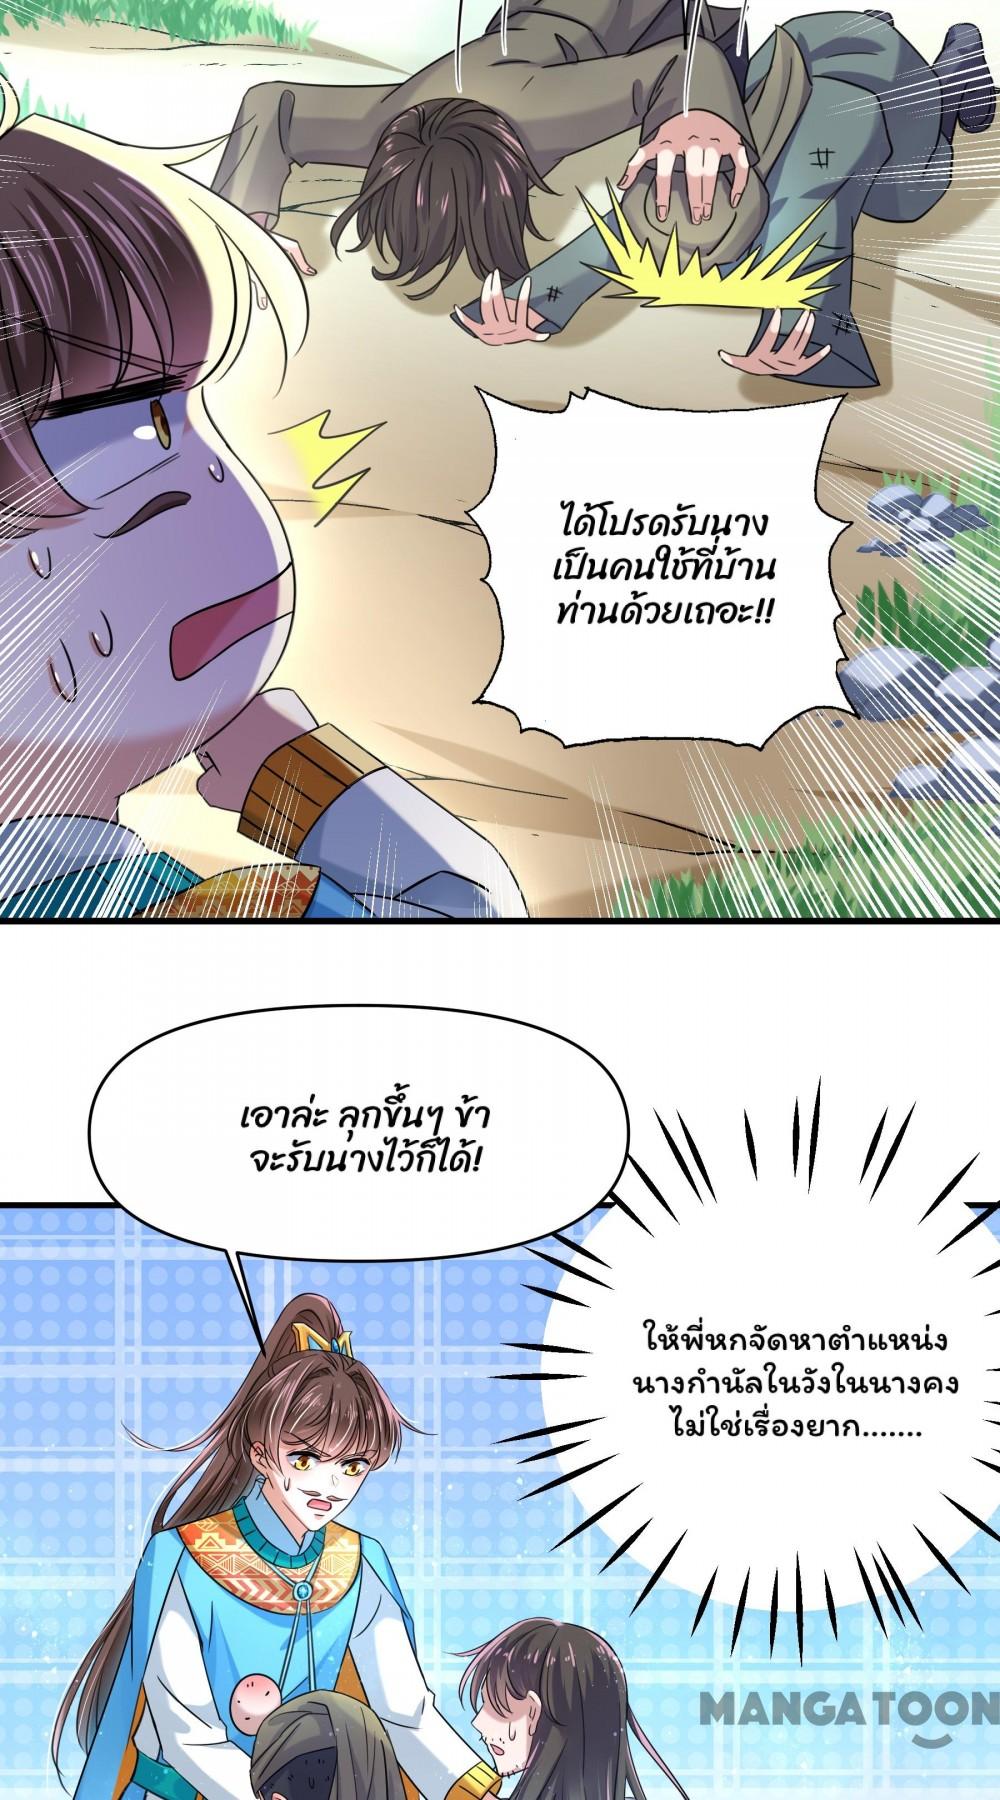 ได้โปรดรับนาง
เป็นคนใช้ที่บ้าน
ท่านด้วยเถอะ!!
เอาล่ะ ลุกขึ้นๆ ข้า
จะรับนางไว้ก็ได้!
ให้พี่หกจัดหาตำแหน่ง
นางกำนัลในวังในนางคง
ไม่ใช่เรื่องยาก.......
MANGATOON